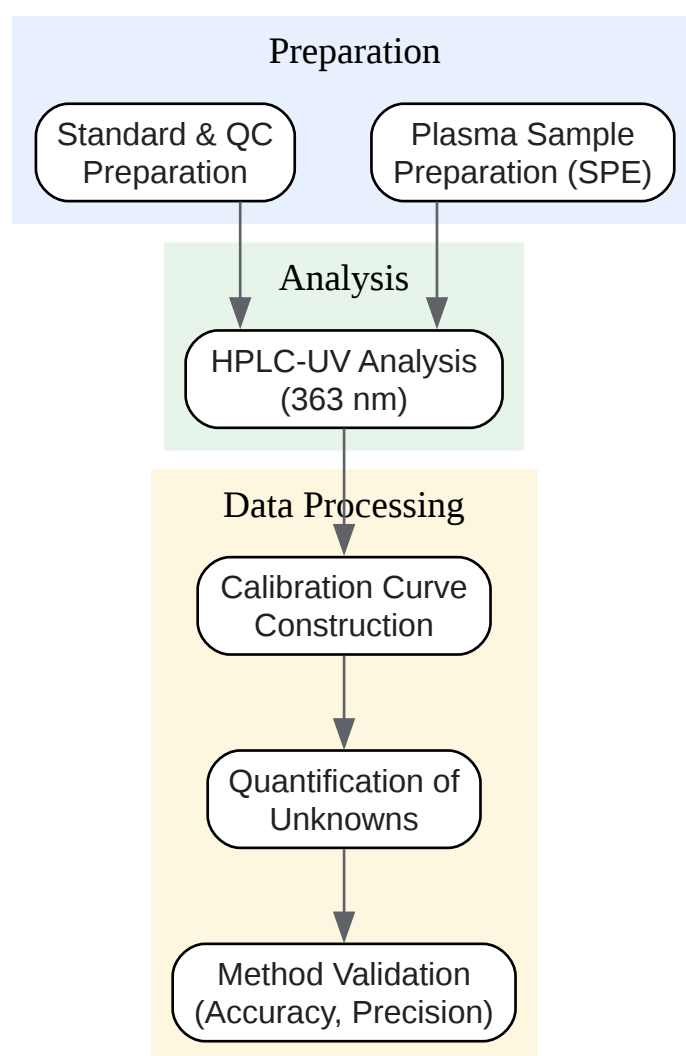 Preparation
Standard & QC
Preparation
Plasma Sample
Preparation (SPE)
Analysis
HPLC-UV Analysis
(363 nm)
Data Processing
Calibration Curve
Construction
Quantification of
Unknowns
Method Validation
(Accuracy, Precision)